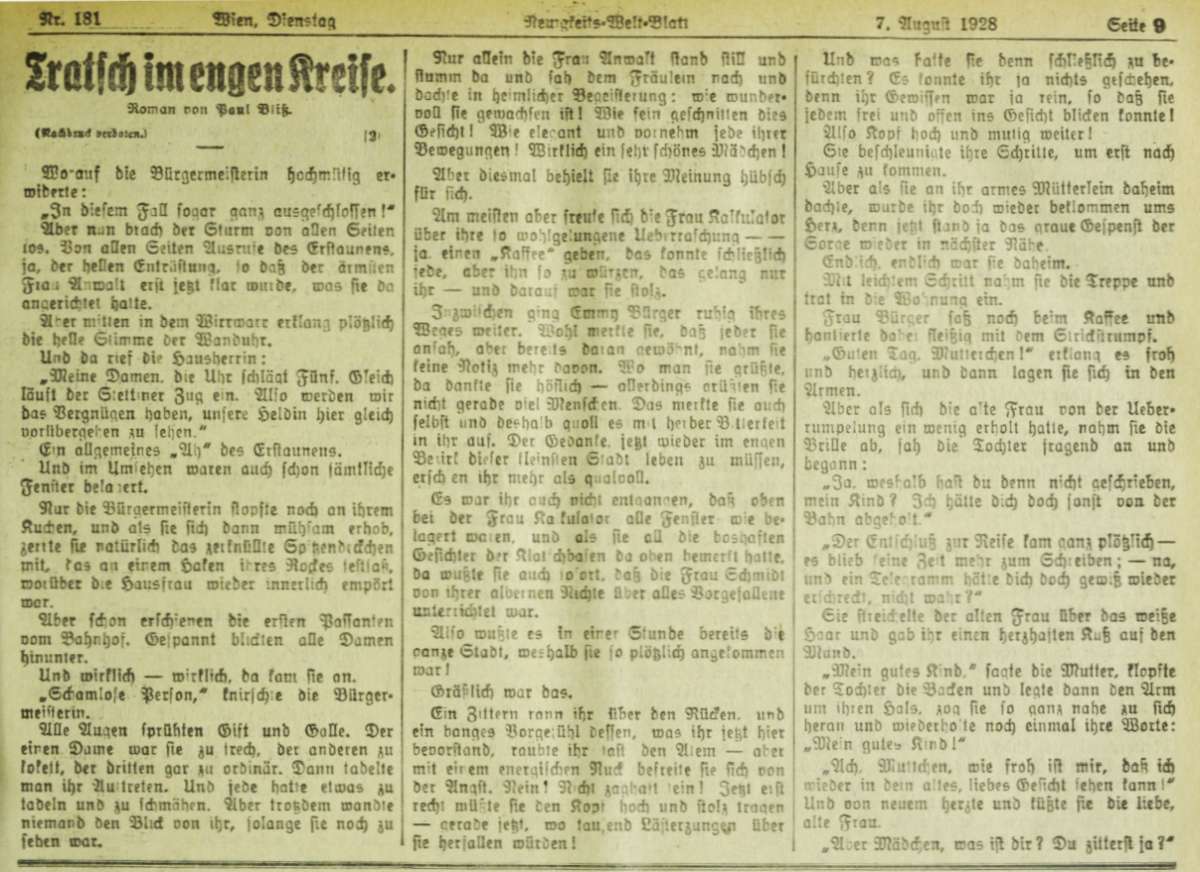 Nr. 181 Wien, Dienstag Neuigkeits-Welt-Blatt 7. August 1928 Seite 9
Tratsch im engen Kreise.
Roman von Paul Bliß.
(Nachdruck verboten.) (2)
Worauf die Bürgermeisterin hochmütig er-
widerte:
„In diesem Fall sogar ganz ausgeschlossen!“
Aber nun brach der Sturm von allen Seiten
los. Von allen Seiten Ausrufe des Erstaunens,
ja, der hellen Entrüstung, so daß der ärmsten
Frau Anwalt erst jetzt klar wurde, was sie da
angerichtet hatte.
Aber mitten in dem Wirrwarr erklang plötzlich
die helle Stimme der Wanduhr.
Und da rief die Hausherrin:
„Meine Damen, die Uhr schlägt Fünf. Gleich
läuft der Stettiner Zug ein. Also werden wir
das Vergnügen haben, unsere Heldin hier gleich
vorübergehen zu sehen.“
Ein allgemeines „Ah“ des Erstaunens.
Und im Umsehen waren auch schon sämtliche
Fenster belagert.
Nur die Bürgermeisterin stopfte noch an ihrem
Kuchen, und als sie sich dann mühsam erhob,
zerrte sie natürlich das zerknüllte Spitzendeckchen
mit, das an einem Haken ihres Rockes festsaß,
worüber die Hausfrau wieder innerlich empört
war.
Aber schon erschienen die ersten Passanten
vom Bahnhof. Gespannt blickten alle Damen
hinunter.
Und wirklich — wirklich, da kam sie an.
„Schamlose Person,“ knirschte die Bürger-
meisterin.
Alle Augen sprühten Gift und Galle. Der
einen Dame war sie zu frech, der anderen zu
kokett, der dritten gar zu ordinär. Dann tadelte
man ihr Auftreten. Und jede hatte etwas zu
tadeln und zu schmähen. Aber trotzdem wandte
niemand den Blick von ihr, solange sie noch zu
sehen war.
Nur allein die Frau Anwalt stand still und
stumm da und sah dem Fräulein nach und
dachte in heimlicher Begeisterung: wie wunder-
voll sie gewachsen ist! Wie fein geschnitten dies
Gesicht! Wie elegant und vornehm jede ihrer
Bewegungen! Wirklich ein sehr schönes Mädchen!
Aber diesmal behielt sie ihre Meinung hübsch
für sich.
Am meisten aber freute sich die Frau Kalkulator
über ihre so wohlgelungene Ueberraschung — —
ja, einen „Kaffee“ geben, das konnte schließlich
jede, aber ihn so zu würzen, das gelang nur
ihr — und darauf war sie stolz.
Inzwischen ging Emmy Bürger ruhig ihres
Weges weiter. Wohl merkte sie, daß jeder sie
ansah, aber bereits daran gewöhnt, nahm sie
keine Notiz mehr davon. Wo man sie grüßte,
da dankte sie höflich — allerdings grüßten sie
nicht gerade viel Menschen. Das merkte sie auch
selbst und deshalb quoll es mit herber Bitterkeit
in ihr auf. Der Gedanke, jetzt wieder im engen
Bezirk dieser kleinsten Stadt leben zu müssen,
erschien ihr mehr als qualvoll.
Es war ihr auch nicht entgangen, daß oben
bei der Frau Kalkulator alle Fenster wie be-
lagert waren, und als sie all die boshaften
Gesichter der Klatschbasen da oben bemerkt hatte,
da wußte sie auch sofort, daß die Frau Schmidt
von ihrer albernen Nichte über alles Vorgefallene
unterrichtet war.
Also wußte es in einer Stunde bereits die
ganze Stadt, weshalb sie so plötzlich angekommen
war!
Gräßlich war das.
Ein Zittern rann ihr über den Rücken, und
ein banges Vorgefühl dessen, was ihr jetzt hier
bevorstand, raubte ihr fast den Atem — aber
mit einem energischen Ruck befreite sie sich von
der Angst. Nein! Nicht zaghaft sein! Jetzt erst
recht müßte sie den Kopf hoch und stolz tragen
— gerade jetzt, wo tausend Lästerzungen über
sie herfallen würden!
Und was hatte sie denn schließlich zu be-
fürchten? Es konnte ihr ja nichts geschehen,
denn ihr Gewissen war ja rein, so daß sie
jedem frei und offen ins Gesicht blicken konnte!
Also Kopf hoch und mutig weiter!
Sie beschleunigte ihre Schritte, um erst nach
Hause zu kommen.
Aber als sie an ihr armes Mütterlein daheim
dachte, wurde ihr doch wieder beklommen ums
Herz, denn jetzt stand ja das graue Gespenst der
Sorge wieder in nächster Nähe.
Endlich, endlich war sie daheim.
Mit leichtem Schritt nahm sie die Treppe und
trat in die Wohnung ein.
Frau Bürger saß noch beim Kaffee und
hantierte dabei fleißig mit dem Strickstrumpf.
„Guten Tag, Mutterchen!“ erklang es froh
und herzlich, und dann lagen sie sich in den
Armen.
Aber als sich die alte Frau von der Ueber-
rumpelung ein wenig erholt hatte, nahm sie die
Brille ab, sah die Tochter fragend an und
begann:
„Ja, weshalb hast du denn nicht geschrieben,
mein Kind? Ich hätte dich doch sonst von der
Bahn abgeholt.“
„Der Entschluß zur Reise kam ganz plötzlich —
es blieb keine Zeit mehr zum Schreiben; — na,
und ein Telegramm hätte dich doch gewiß wieder
erschreckt, nicht wahr?“
Sie streichelte der alten Frau über das weiße
Haar und gab ihr einen herzhaften Kuß auf den
Mund.
„Mein gutes Kind,“ sagte die Mutter, klopfte
der Tochter die Backen und legte dann den Arm
um ihren Hals, zog sie so ganz nahe zu sich
heran und wiederholte noch einmal ihre Worte:
„Mein gutes Kind!“
„Ach, Muttchen, wie froh ist mir, daß ich
wieder in dein altes, liebes Gesicht sehen kann!“
Und von neuem herzte und küßte sie die liebe,
alte Frau.
„Aber Mädchen, was ist dir? Du zitterst ja?“